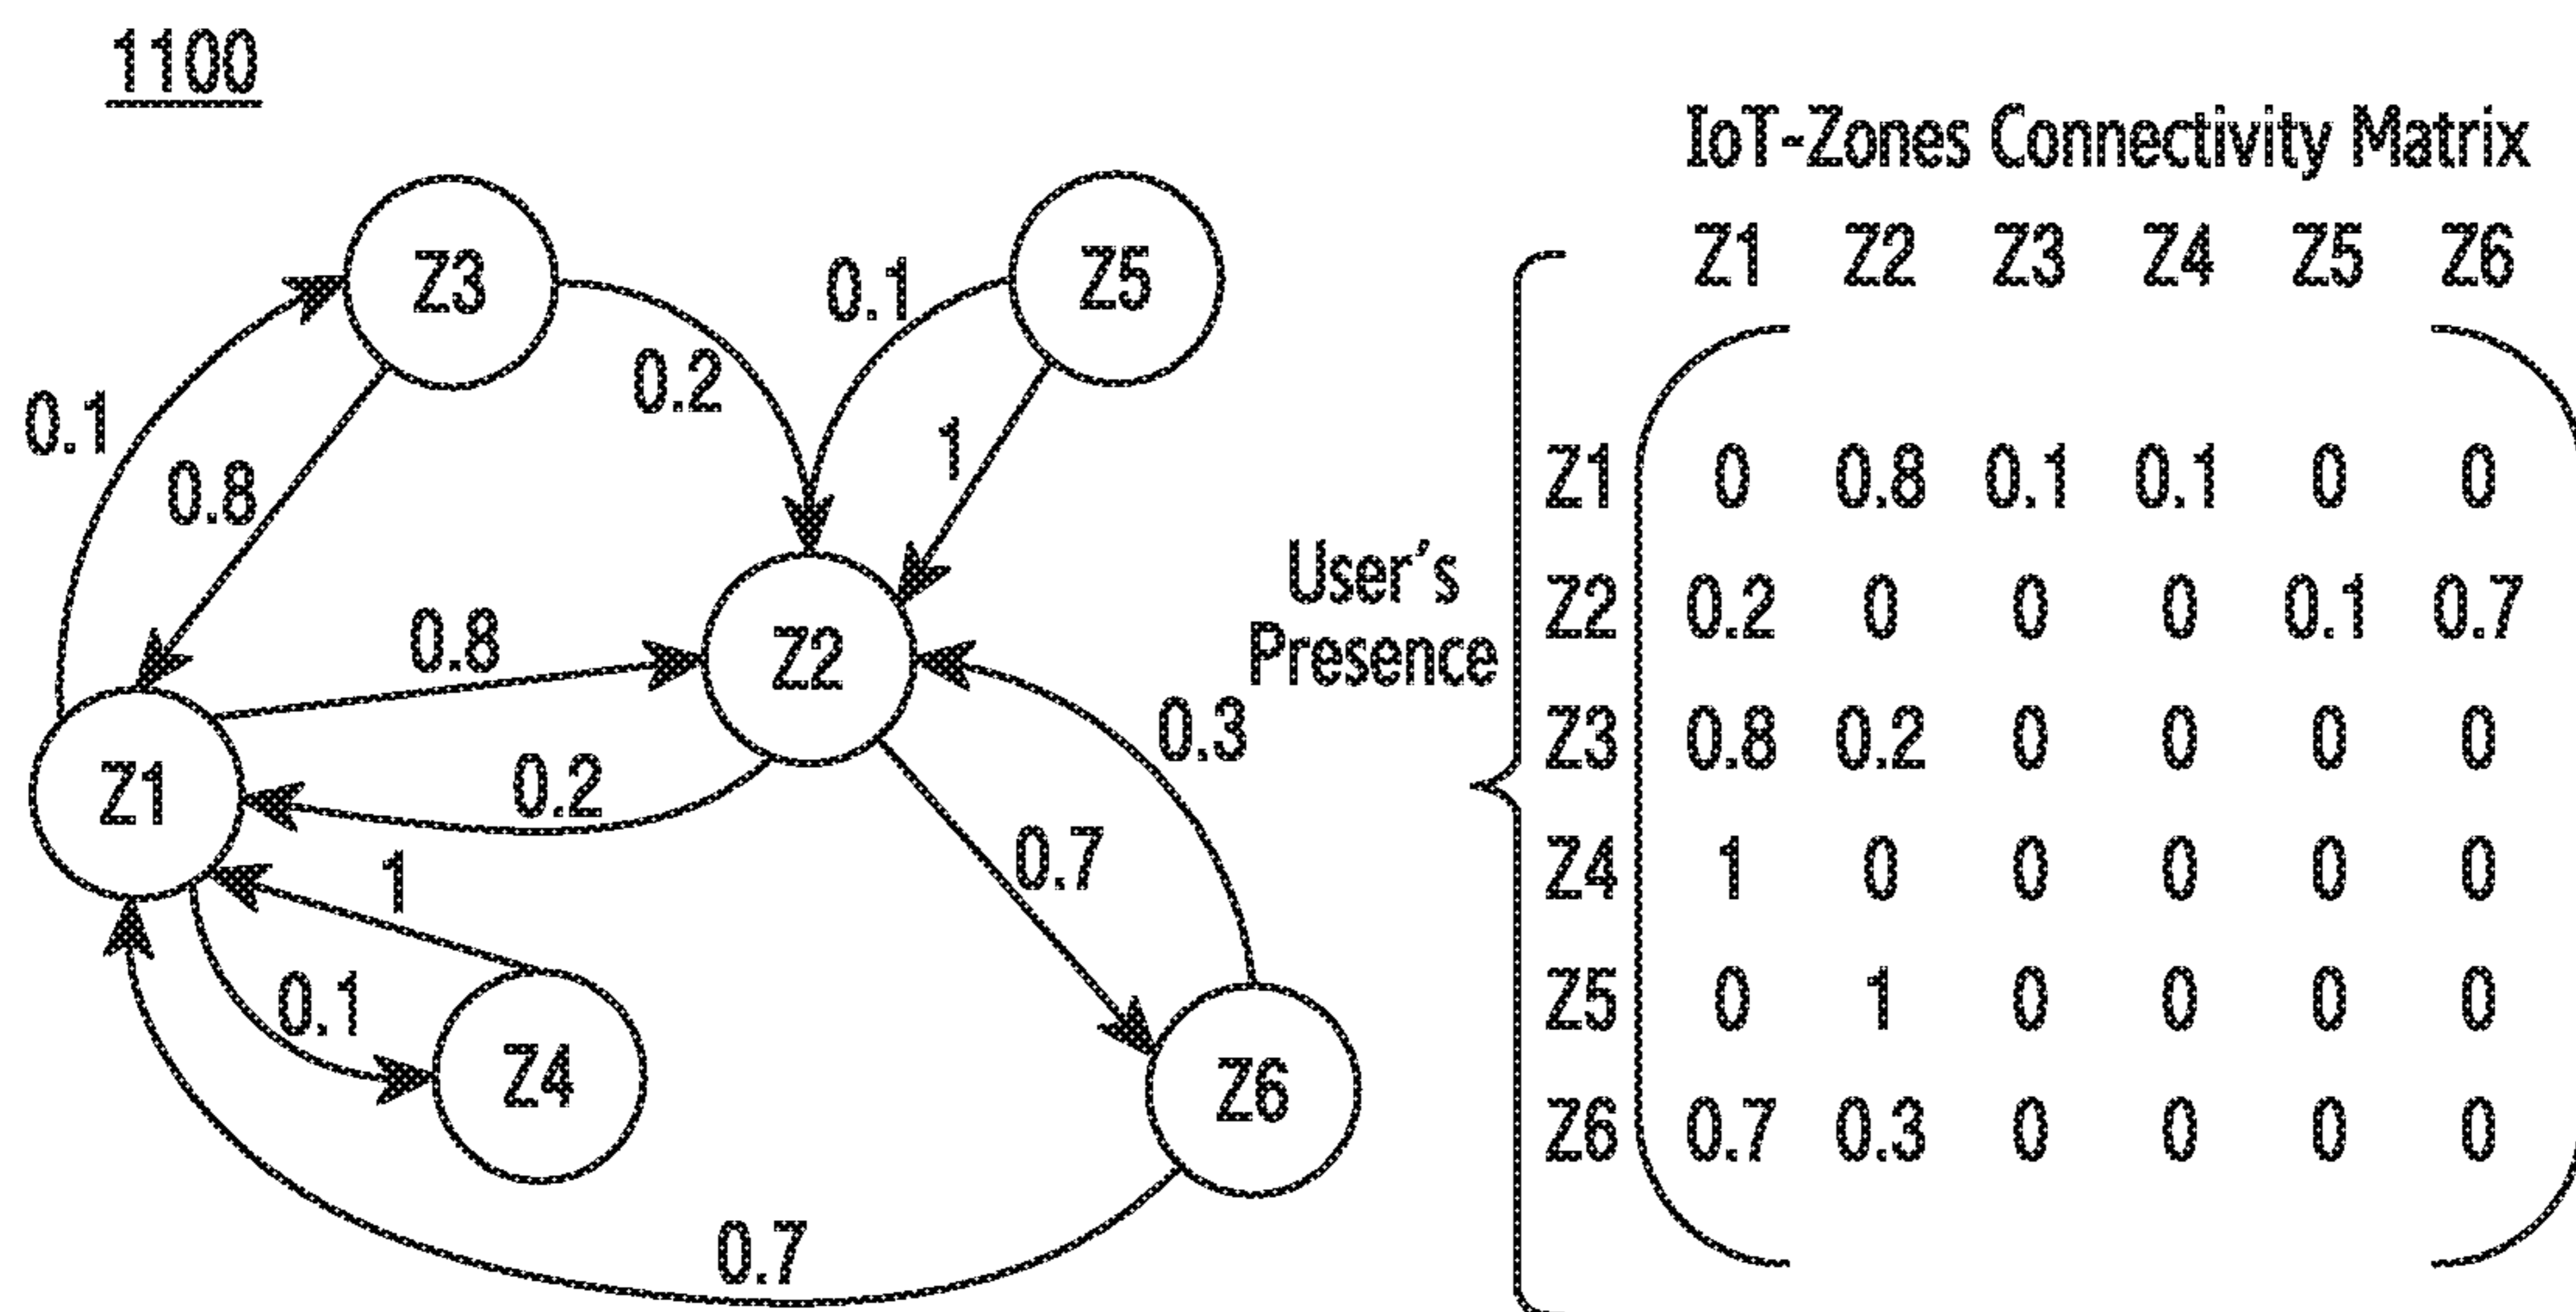 1100
Z3
Z5
0.1
0.2
0.1
0.8
1
0.8
Z2
Z1
0.2
0.3
1
0.7
0.1
Z4
Z6
0.7
IoT-Zones Connectivity Matrix
Z1 Z2 Z3 Z4 Z5 Z6
User's
Presence
Z1 0 0.8 0.1 0.1 0 0
Z2 0.2 0 0 0 0.1 0.7
Z3 0.8 0.2 0 0 0 0
Z4 1 0 0 0 0 0
Z5 0 1 0 0 0 0
Z6 0.7 0.3 0 0 0 0